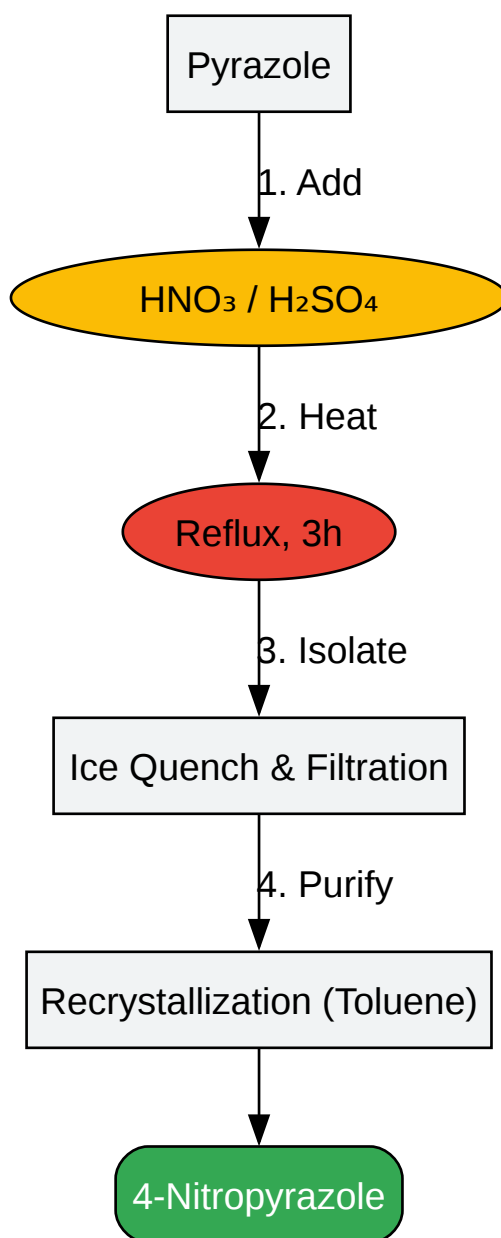 Pyrazole
1. Add
HNO₃ / H₂SO₄
2. Heat
Reflux, 3h
3. Isolate
Ice Quench & Filtration
4. Purify
Recrystallization (Toluene)
4-Nitropyrazole